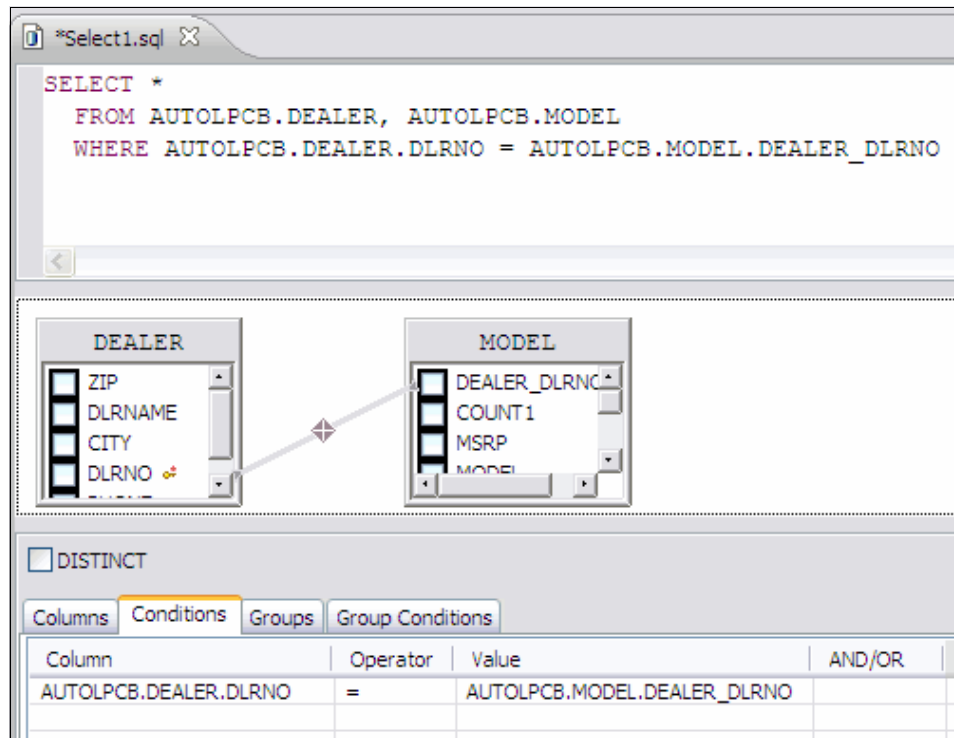 *Select1.sql
SELECT *
FROM AUTOLPCB.DEALER, AUTOLPCB.MODEL
WHERE AUTOLPCB.DEALER.DLRNO = AUTOLPCB.MODEL.DEALER_DLRNO
DEALER
ZIP
DLRNAME
CITY
DLRNO
MODEL
DEALER_DLRNO
COUNT1
MSRP
MODEL
DISTINCT
Columns Conditions Groups Group Conditions
Column Operator Value AND/OR
AUTOLPCB.DEALER.DLRNO = AUTOLPCB.MODEL.DEALER_DLRNO